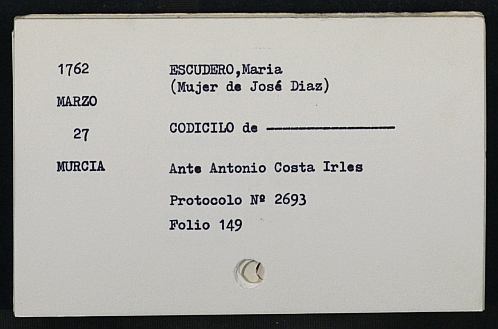 1762 ESCUDERO,Maria
(Mujer de José Diaz)
MARZO
27 CODICILO de ------------------
MURCIA Ante Antonio Costa Irles
Protocolo Nº 2693
Folio 149